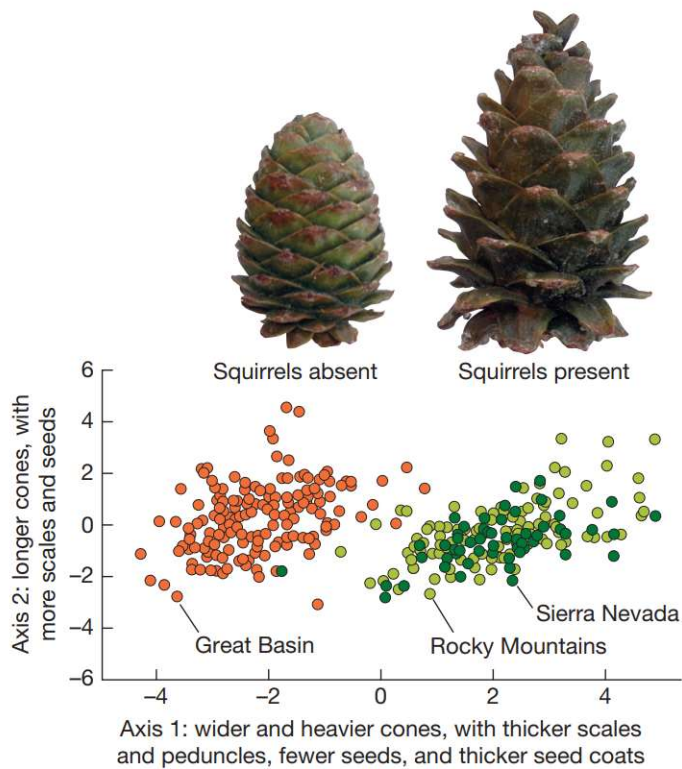 Squirrels absent
Squirrels present
6
4
2
0
−2
−4
−6
Axis 2: longer cones, with
more scales and seeds
Great Basin
Rocky Mountains
Sierra Nevada
−4
−2
0
2
4
Axis 1: wider and heavier cones, with thicker scales
and peduncles, fewer seeds, and thicker seed coats